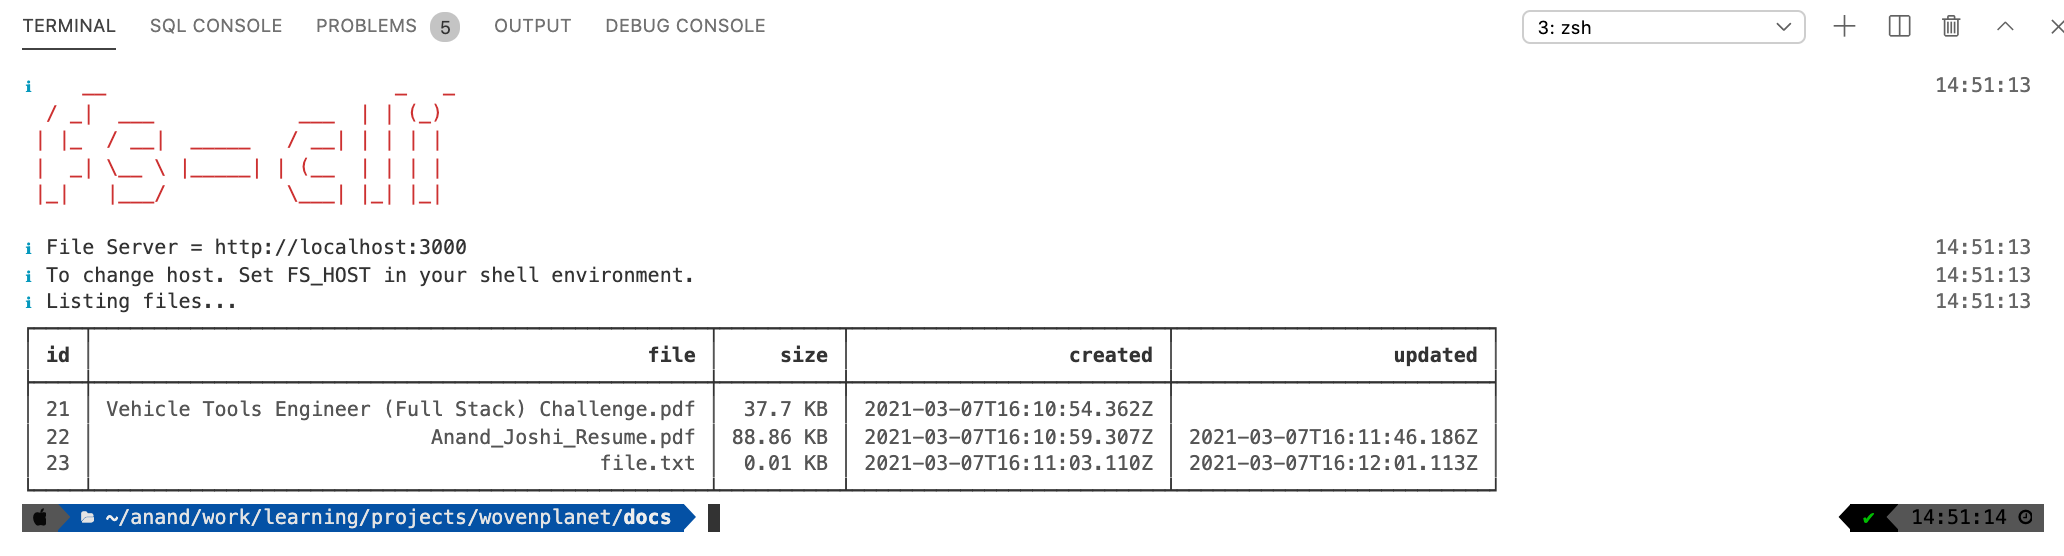 TERMINAL SQL CONSOLE PROBLEMS 5 OUTPUT DEBUG CONSOLE 3: zsh
ℹ 14:51:13
fs-cli
ℹ File Server = http://localhost:3000 14:51:13
ℹ To change host. Set FS_HOST in your shell environment. 14:51:13
ℹ Listing files... 14:51:13
id file size created updated
21 Vehicle Tools Engineer (Full Stack) Challenge.pdf 37.7 KB 2021-03-07T16:10:54.362Z
22 Anand_Joshi_Resume.pdf 88.86 KB 2021-03-07T16:10:59.307Z 2021-03-07T16:11:46.186Z
23 file.txt 0.01 KB 2021-03-07T16:11:03.110Z 2021-03-07T16:12:01.113Z
~/anand/work/learning/projects/wovenplanet/docs ✔ 14:51:14